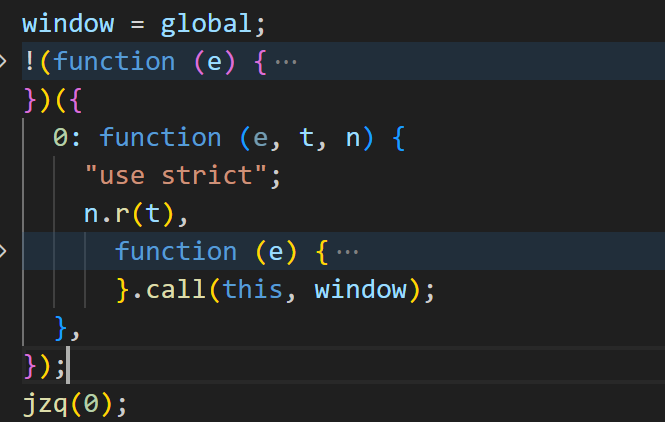 window = global;
!(function (e) { ...
})({
0: function (e, t, n) {
"use strict";
n.r(t),
function (e) { ...
}.call(this, window);
},
});
jzq(0);